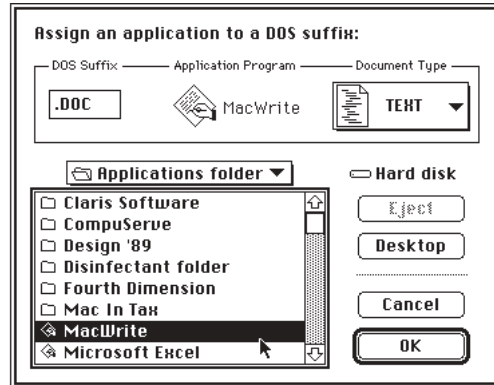 Assign an application to a DOS suffix:
DOS Suffix Application Program Document Type
.DOC MacWrite TEXT
Applications folder Hard disk
Claris Software
CompuServe
Design '89
Disinfectant folder
Fourth Dimension
Mac In Tax
MacWrite
Microsoft Excel
Eject
Desktop
Cancel
OK